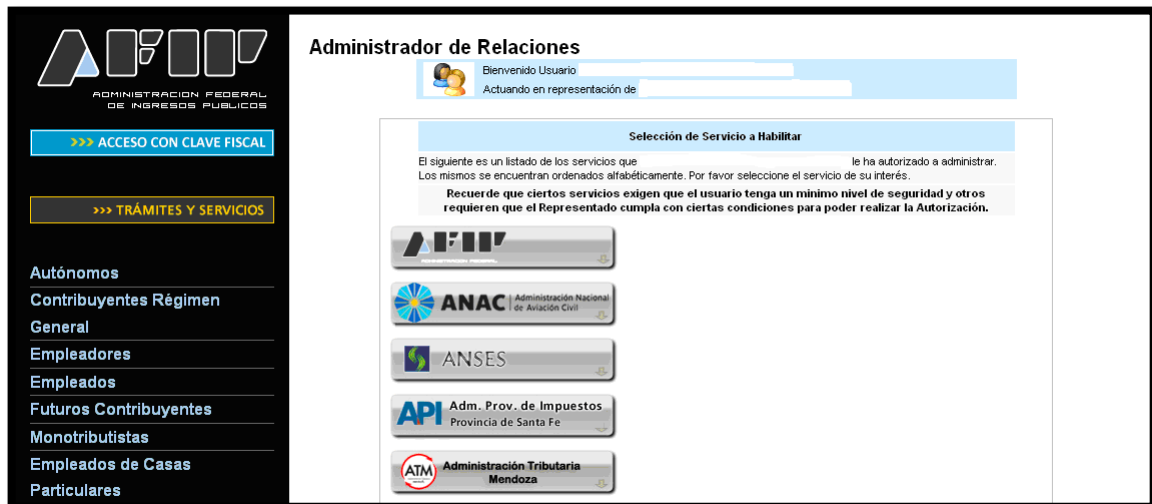 AFIP
ADMINISTRACION FEDERAL
DE INGRESOS PUBLICOS
>>> ACCESO CON CLAVE FISCAL
>>> TRÁMITES Y SERVICIOS
Autónomos
Contribuyentes Régimen
General
Empleadores
Empleados
Futuros Contribuyentes
Monotributistas
Empleados de Casas
Particulares
Administrador de Relaciones
Bienvenido Usuario
Actuando en representación de
Selección de Servicio a Habilitar
El siguiente es un listado de los servicios que le ha autorizado a administrar.
Los mismos se encuentran ordenados alfabéticamente. Por favor seleccione el servicio de su interés.
Recuerde que ciertos servicios exigen que el usuario tenga un mínimo nivel de seguridad y otros
requieren que el Representado cumpla con ciertas condiciones para poder realizar la Autorización.
AFIP
ADMINISTRACION FEDERAL
ANAC Administración Nacional
de Aviación Civil
ANSES
API Adm. Prov. de Impuestos
Provincia de Santa Fe
ATM Administración Tributaria
Mendoza